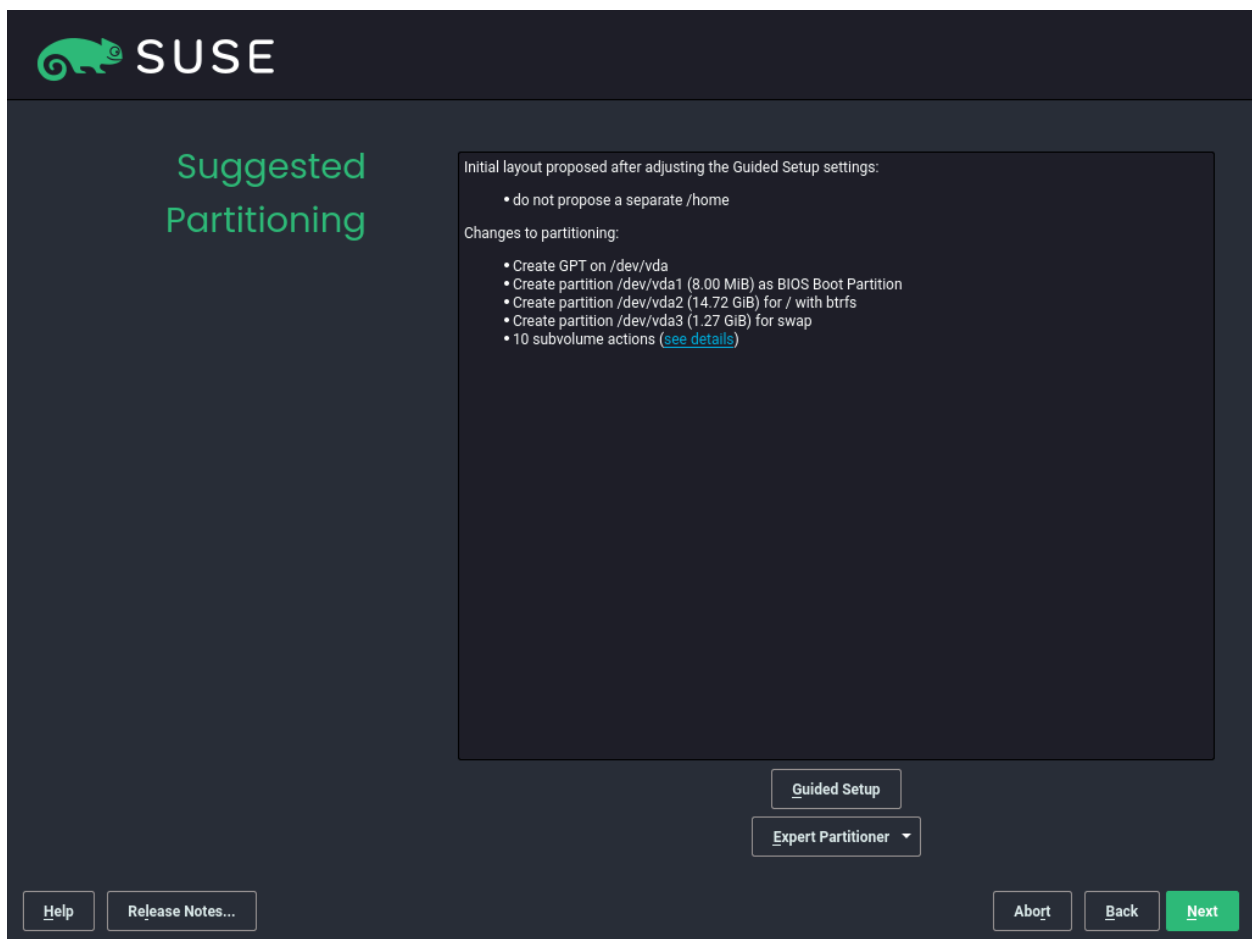 SUSE
Suggested
Partitioning
Initial layout proposed after adjusting the Guided Setup settings:
• do not propose a separate /home
Changes to partitioning:
• Create GPT on /dev/vda
• Create partition /dev/vda1 (8.00 MiB) as BIOS Boot Partition
• Create partition /dev/vda2 (14.72 GiB) for / with btrfs
• Create partition /dev/vda3 (1.27 GiB) for swap
• 10 subvolume actions (see details)
Guided Setup
Expert Partitioner
Help Release Notes... Abort Back Next